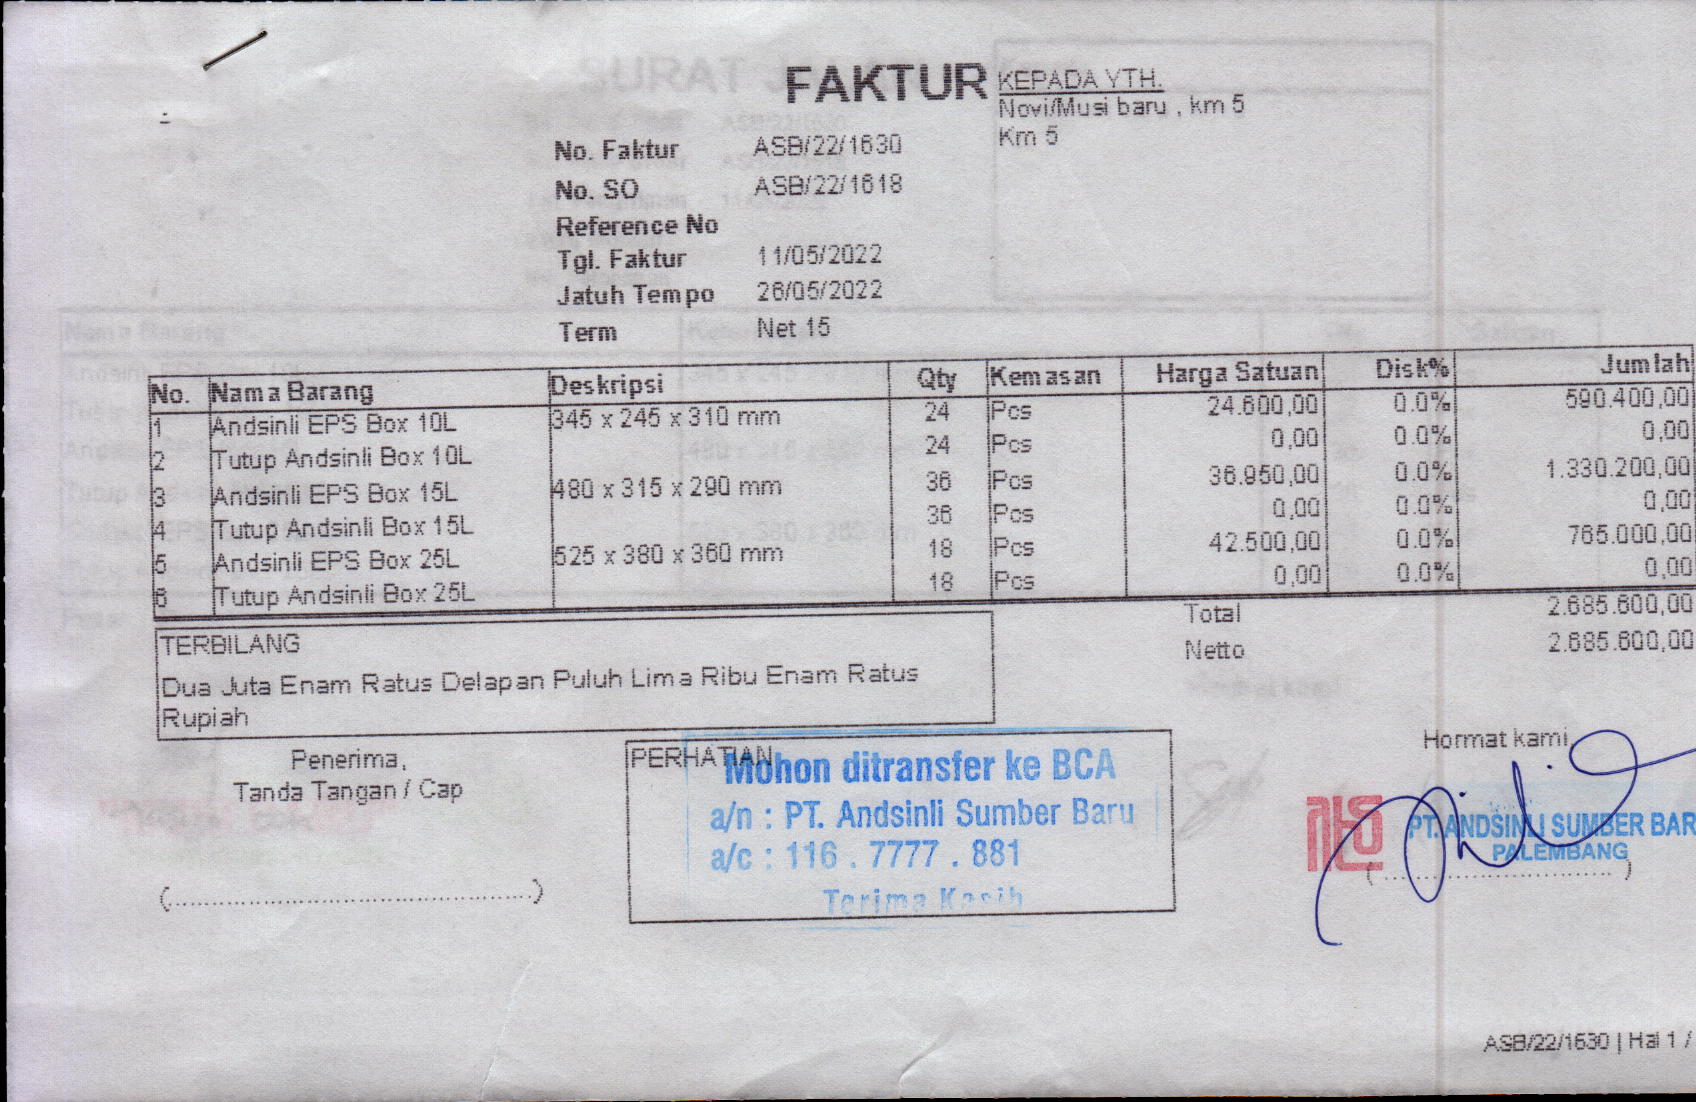 FAKTUR
KEPADA YTH.
Novi/Musi baru , km 5
Km 5
No. Faktur ASB/22/1630
No. SO ASB/22/1618
Reference No
Tgl. Faktur 11/05/2022
Jatuh Tempo 26/05/2022
Term Net 15
No. Nama Barang Deskripsi Qty Kemasan Harga Satuan Disk% Jumlah
1 Andsinli EPS Box 10L 345 x 245 x 310 mm 24 Pcs 24.600,00 0.0% 590.400,00
2 Tutup Andsinli Box 10L 24 Pcs 0,00 0.0% 0,00
3 Andsinli EPS Box 15L 480 x 315 x 290 mm 36 Pcs 36.950,00 0.0% 1.330.200,00
4 Tutup Andsinli Box 15L 36 Pcs 0,00 0.0% 0,00
5 Andsinli EPS Box 25L 525 x 380 x 360 mm 18 Pcs 42.500,00 0.0% 765.000,00
6 Tutup Andsinli Box 25L 18 Pcs 0,00 0.0% 0,00
Total 2.685.600,00
Netto 2.685.600,00
TERBILANG
Dua Juta Enam Ratus Delapan Puluh Lima Ribu Enam Ratus
Rupiah
Penerima,
Tanda Tangan / Cap
(..................................................)
PERHATIAN
Mohon ditransfer ke BCA
a/n : PT. Andsinli Sumber Baru
a/c : 116 . 7777 . 881
Terima Kasih
Hormat kami,
PT. ANDSINLI SUMBER BAR
PALEMBANG
(..............................)
ASB/22/1630 | Hal 1 /